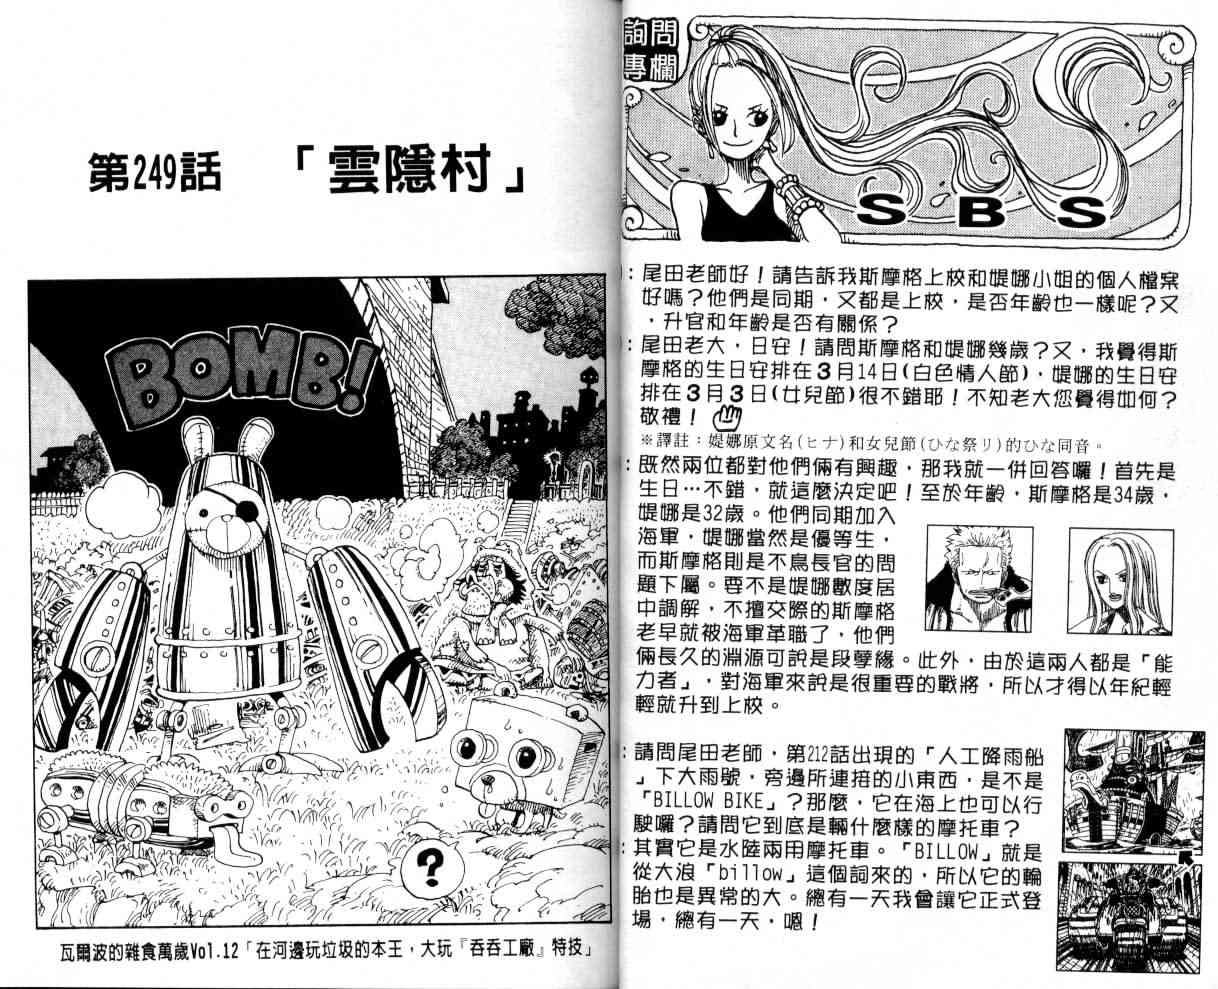 詢問
專欄
SBS
：尾田老師好！請告訴我斯摩格上校和媞娜小姐的個人檔案
好嗎？他們是同期，又都是上校，是否年齡也一樣呢？又
，升官和年齡是否有關係？
：尾田老大，日安！請問斯摩格和媞娜幾歲？又，我覺得斯
摩格的生日安排在3月14日(白色情人節)，媞娜的生日安
排在3月3日(女兒節)很不錯耶！不知老大您覺得如何？
敬禮！
※譯註：媞娜原文名(ヒナ)和女兒節(ひな祭り)的ひな同音。
：既然兩位都對他們倆有興趣，那我就一併回答囉！首先是
生日…不錯，就這麼決定吧！至於年齡，斯摩格是34歲，
媞娜是32歲。他們同期加入
海軍，媞娜當然是優等生，
而斯摩格則是不鳥長官的問
題下屬。要不是媞娜數度居
中調解，不擅交際的斯摩格
老早就被海軍革職了，他們
倆長久的淵源可說是段孽緣。此外，由於這兩人都是「能
力者」，對海軍來說是很重要的戰將，所以才得以年紀輕
輕就升到上校。
：請問尾田老師，第212話出現的「人工降雨船
」下大雨號，旁邊所連接的小東西，是不是
「BILLOW BIKE」？那麼，它在海上也可以行
駛囉？請問它到底是輛什麼樣的摩托車？
：其實它是水陸兩用摩托車。「BILLOW」就是
從大浪「billow」這個詞來的，所以它的輪
胎也是異常的大。總有一天我會讓它正式登
場，總有一天，嗯！
第249話 「雲隱村」
BOMB!
?
瓦爾波的雜食萬歲Vol.12「在河邊玩垃圾的本王，大玩『吞吞工廠』特技」